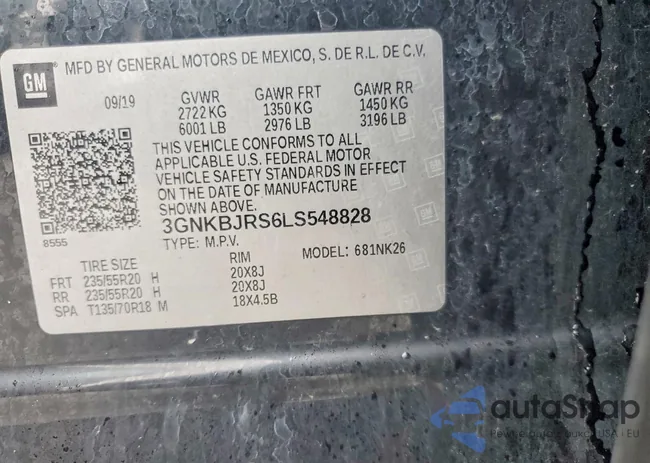 GM
MFD BY GENERAL MOTORS DE MEXICO, S. DE R.L. DE C.V.
09/19 GVWR GAWR FRT GAWR RR
2722 KG 1350 KG 1450 KG
6001 LB 2976 LB 3196 LB
THIS VEHICLE CONFORMS TO ALL
APPLICABLE U.S. FEDERAL MOTOR
VEHICLE SAFETY STANDARDS IN EFFECT
ON THE DATE OF MANUFACTURE
SHOWN ABOVE.
8555
3GNKBJRS6LS548828
TYPE: M.P.V. MODEL: 681NK26
TIRE SIZE RIM
FRT 235/55R20 H 20X8J
RR 235/55R20 H 20X8J
SPA T135/70R18 M 18X4.5B
autoStrap
USA | EU